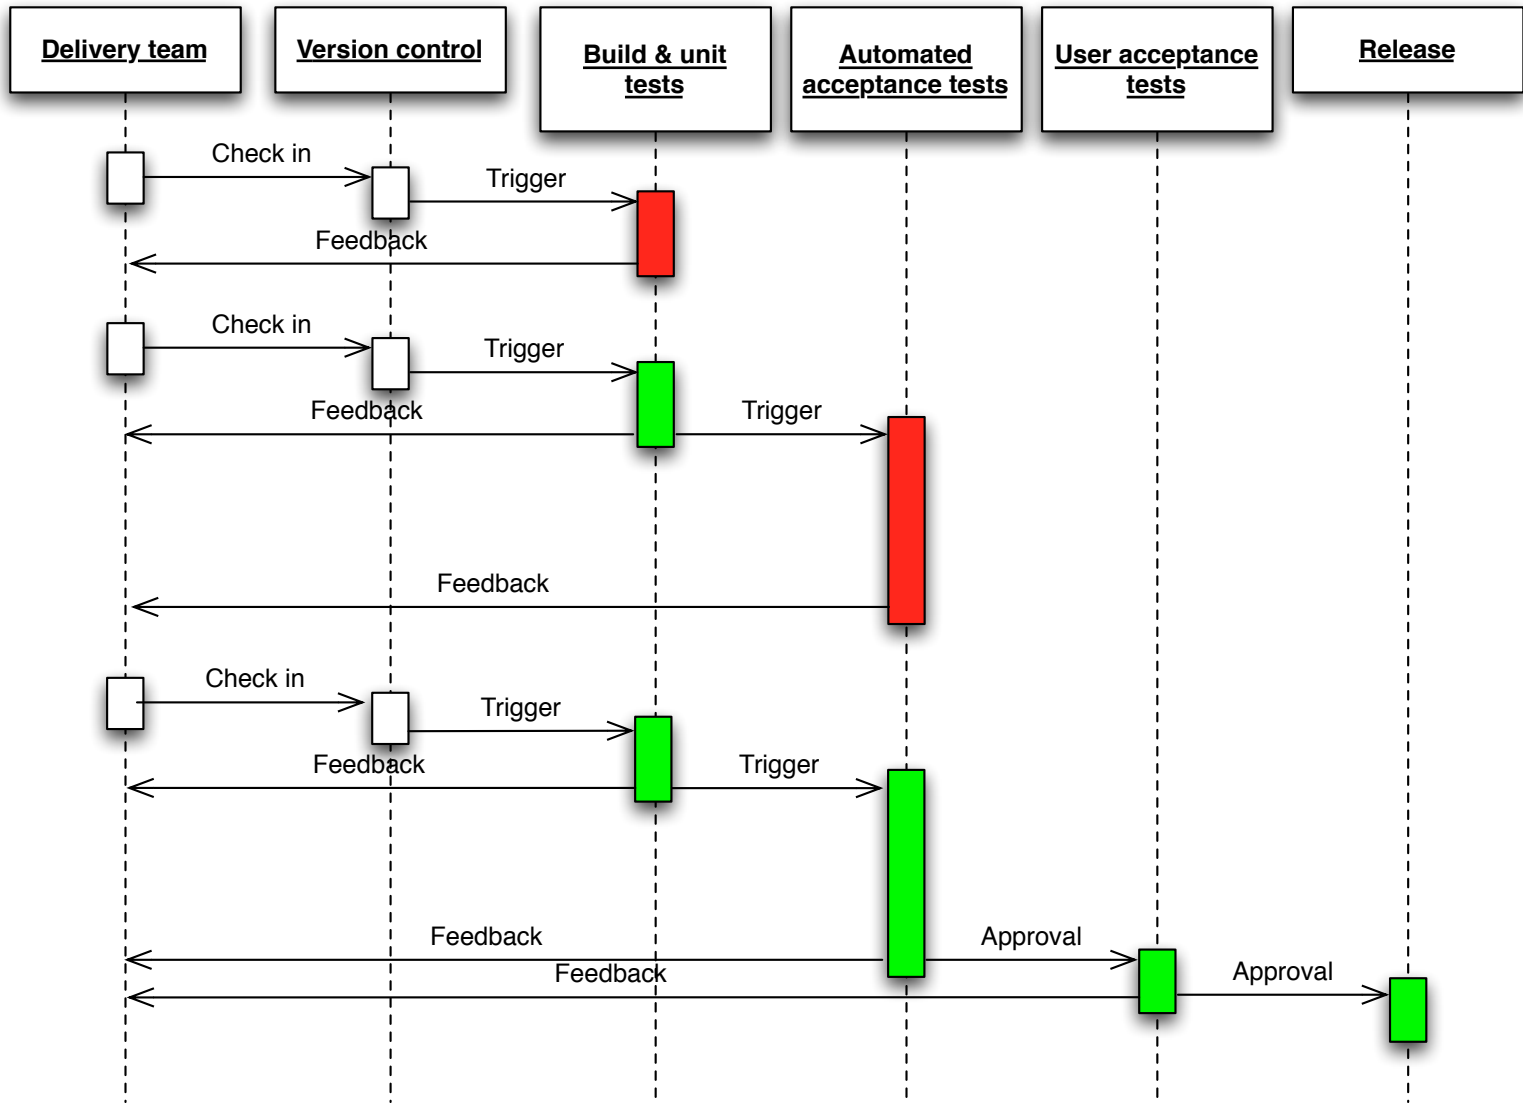 Delivery team
Version control
Build & unit
tests
Automated
acceptance tests
User acceptance
tests
Release
Check in
Trigger
Feedback
Check in
Trigger
Feedback
Trigger
Feedback
Check in
Trigger
Feedback
Trigger
Feedback
Approval
Feedback
Approval